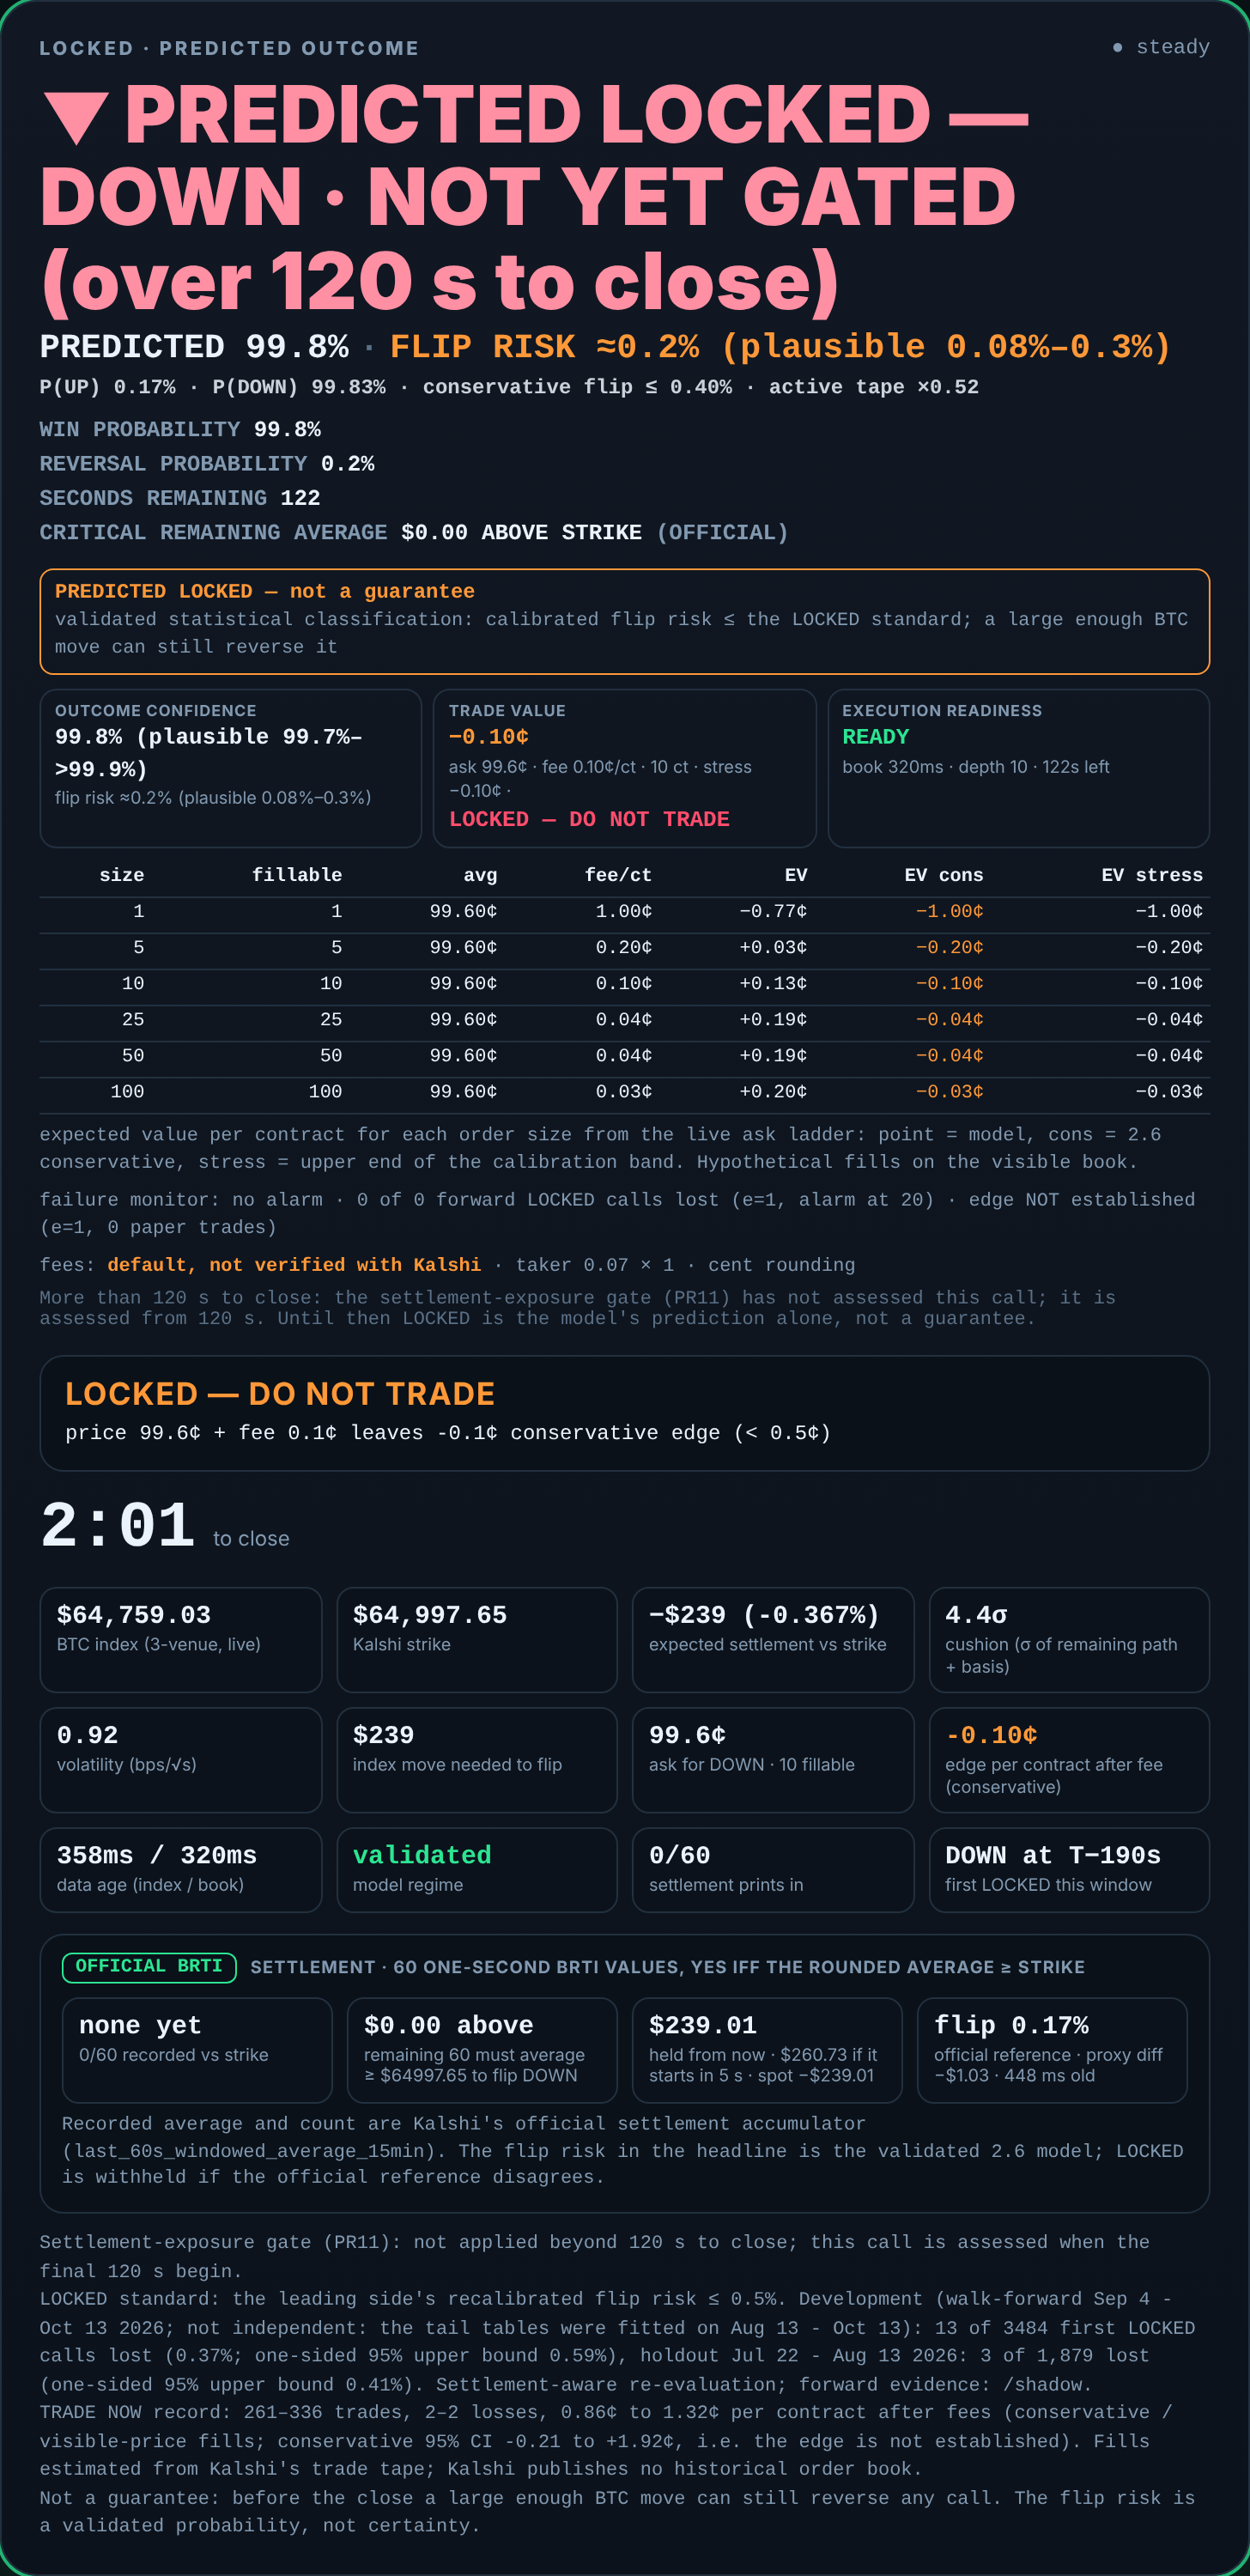 LOCKED · PREDICTED OUTCOME
● steady
▼ PREDICTED LOCKED —
DOWN · NOT YET GATED
(over 120 s to close)
PREDICTED 99.8% · FLIP RISK ≈0.2% (plausible 0.08%–0.3%)
P(UP) 0.17% · P(DOWN) 99.83% · conservative flip ≤ 0.40% · active tape ×0.52
WIN PROBABILITY 99.8%
REVERSAL PROBABILITY 0.2%
SECONDS REMAINING 122
CRITICAL REMAINING AVERAGE $0.00 ABOVE STRIKE (OFFICIAL)
PREDICTED LOCKED — not a guarantee
validated statistical classification: calibrated flip risk ≤ the LOCKED standard; a large enough BTC
move can still reverse it
OUTCOME CONFIDENCE
99.8% (plausible 99.7%–
>99.9%)
flip risk ≈0.2% (plausible 0.08%–0.3%)
TRADE VALUE
−0.10¢
ask 99.6¢ · fee 0.10¢/ct · 10 ct · stress
−0.10¢ ·
LOCKED — DO NOT TRADE
EXECUTION READINESS
READY
book 320ms · depth 10 · 122s left
size fillable avg fee/ct EV EV cons EV stress
1 1 99.60¢ 1.00¢ −0.77¢ −1.00¢ −1.00¢
5 5 99.60¢ 0.20¢ +0.03¢ −0.20¢ −0.20¢
10 10 99.60¢ 0.10¢ +0.13¢ −0.10¢ −0.10¢
25 25 99.60¢ 0.04¢ +0.19¢ −0.04¢ −0.04¢
50 50 99.60¢ 0.04¢ +0.19¢ −0.04¢ −0.04¢
100 100 99.60¢ 0.03¢ +0.20¢ −0.03¢ −0.03¢
expected value per contract for each order size from the live ask ladder: point = model, cons = 2.6
conservative, stress = upper end of the calibration band. Hypothetical fills on the visible book.
failure monitor: no alarm · 0 of 0 forward LOCKED calls lost (e=1, alarm at 20) · edge NOT established
(e=1, 0 paper trades)
fees: default, not verified with Kalshi · taker 0.07 × 1 · cent rounding
More than 120 s to close: the settlement-exposure gate (PR11) has not assessed this call; it is
assessed from 120 s. Until then LOCKED is the model's prediction alone, not a guarantee.
LOCKED — DO NOT TRADE
price 99.6¢ + fee 0.1¢ leaves -0.1¢ conservative edge (< 0.5¢)
2:01 to close
$64,759.03
BTC index (3-venue, live)
$64,997.65
Kalshi strike
−$239 (-0.367%)
expected settlement vs strike
4.4σ
cushion (σ of remaining path
+ basis)
0.92
volatility (bps/√s)
$239
index move needed to flip
99.6¢
ask for DOWN · 10 fillable
-0.10¢
edge per contract after fee
(conservative)
358ms / 320ms
data age (index / book)
validated
model regime
0/60
settlement prints in
DOWN at T−190s
first LOCKED this window
OFFICIAL BRTI SETTLEMENT · 60 ONE-SECOND BRTI VALUES, YES IFF THE ROUNDED AVERAGE ≥ STRIKE
none yet
0/60 recorded vs strike
$0.00 above
remaining 60 must average
≥ $64997.65 to flip DOWN
$239.01
held from now · $260.73 if it
starts in 5 s · spot −$239.01
flip 0.17%
official reference · proxy diff
−$1.03 · 448 ms old
Recorded average and count are Kalshi's official settlement accumulator
(last_60s_windowed_average_15min). The flip risk in the headline is the validated 2.6 model; LOCKED
is withheld if the official reference disagrees.
Settlement-exposure gate (PR11): not applied beyond 120 s to close; this call is assessed when the
final 120 s begin.
LOCKED standard: the leading side's recalibrated flip risk ≤ 0.5%. Development (walk-forward Sep 4 -
Oct 13 2026; not independent: the tail tables were fitted on Aug 13 - Oct 13): 13 of 3484 first LOCKED
calls lost (0.37%; one-sided 95% upper bound 0.59%), holdout Jul 22 - Aug 13 2026: 3 of 1,879 lost
(one-sided 95% upper bound 0.41%). Settlement-aware re-evaluation; forward evidence: /shadow.
TRADE NOW record: 261–336 trades, 2–2 losses, 0.86¢ to 1.32¢ per contract after fees (conservative /
visible-price fills; conservative 95% CI -0.21 to +1.92¢, i.e. the edge is not established). Fills
estimated from Kalshi's trade tape; Kalshi publishes no historical order book.
Not a guarantee: before the close a large enough BTC move can still reverse any call. The flip risk is
a validated probability, not certainty.